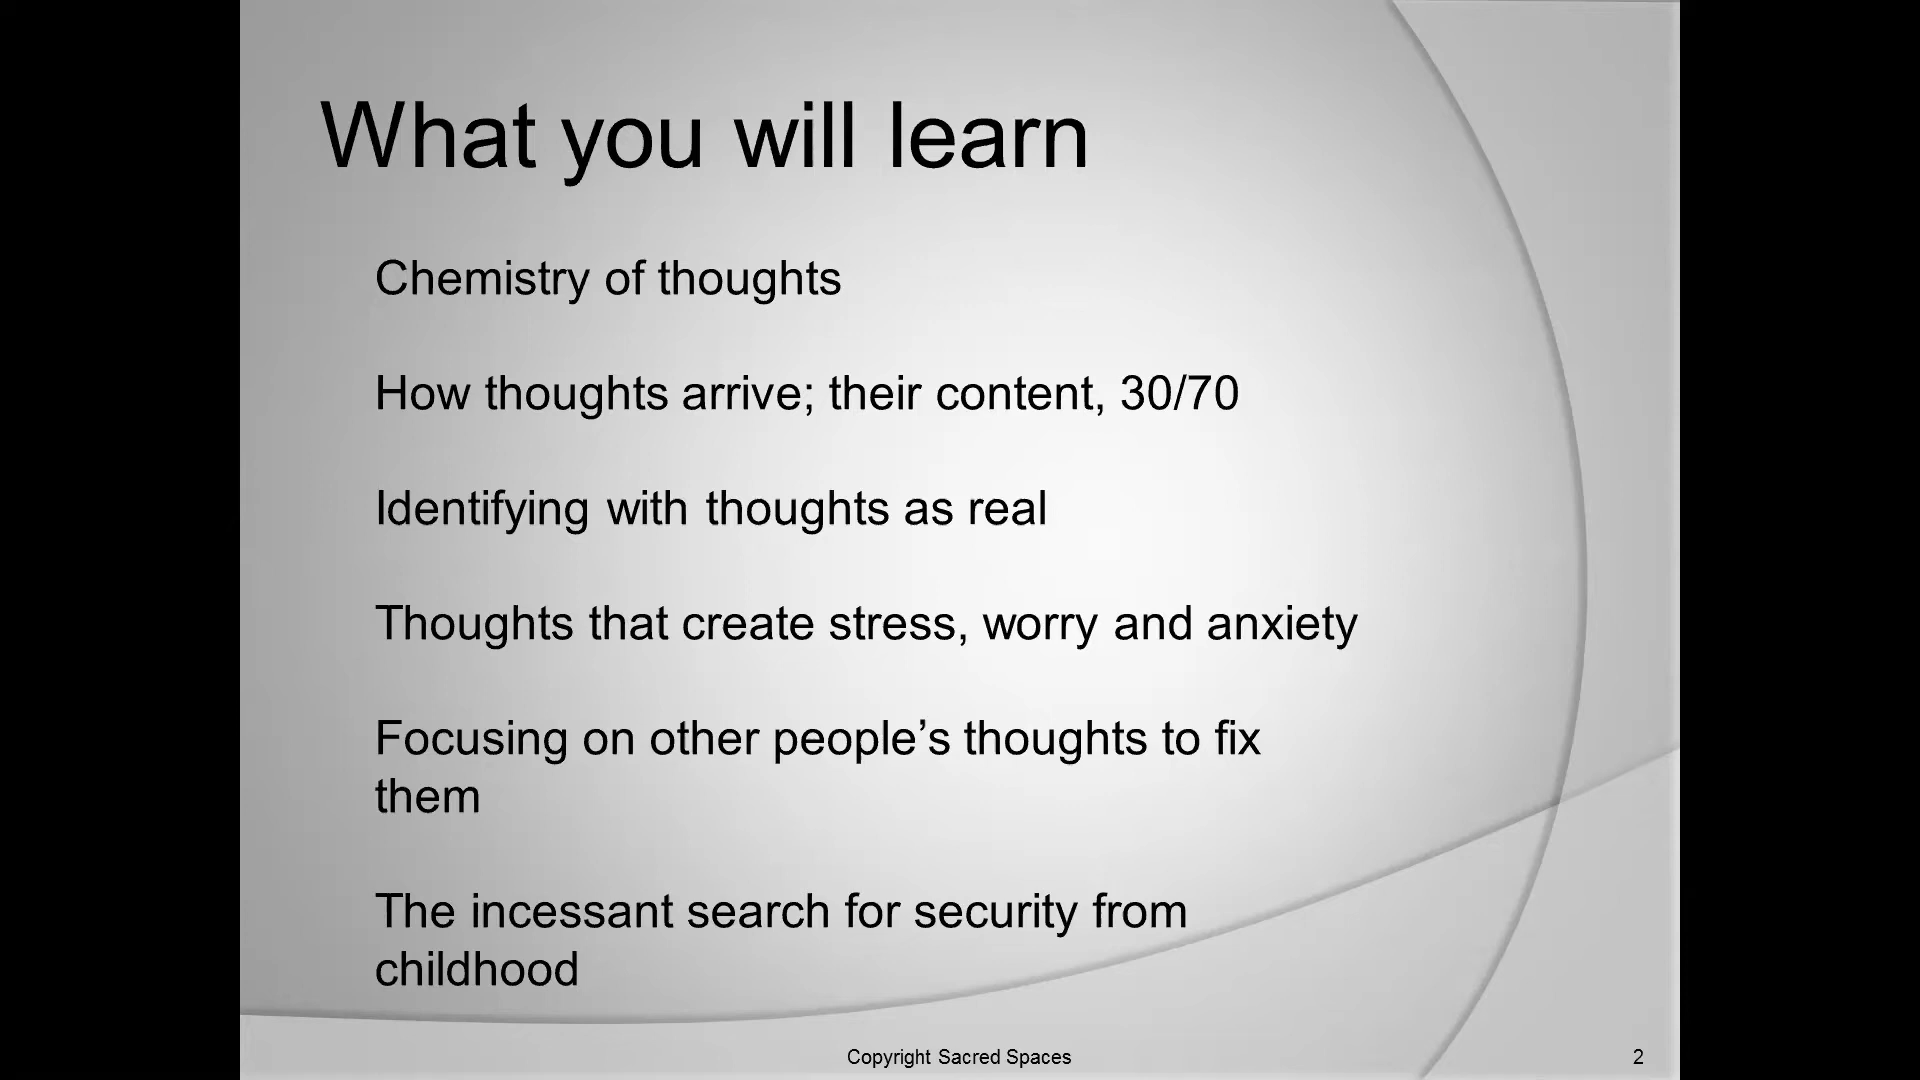 What you will learn
Chemistry of thoughts
How thoughts arrive; their content, 30/70
Identifying with thoughts as real
Thoughts that create stress, worry and anxiety
Focusing on other people’s thoughts to fix
them
The incessant search for security from
childhood
Copyright Sacred Spaces
2